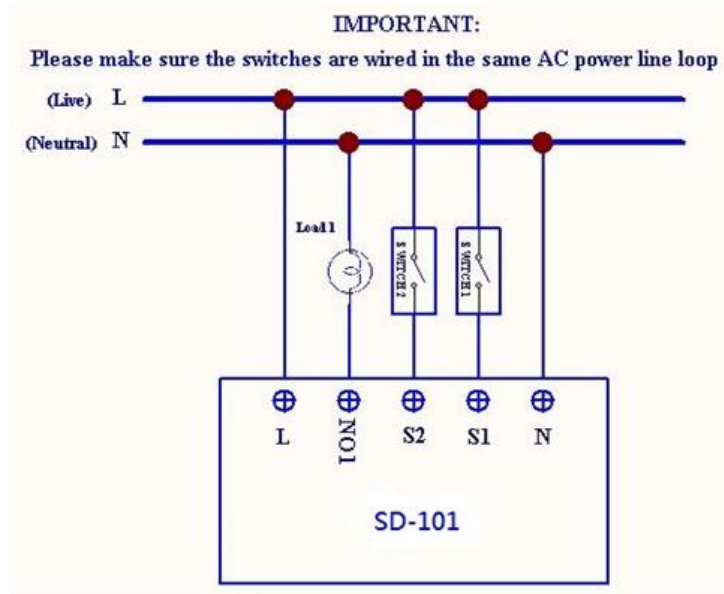 IMPORTANT:
Please make sure the switches are wired in the same AC power line loop
(Live) L
(Neutral) N
Load 1
SWITCH 2
SWITCH 1
L
NO1
S2
S1
N
SD-101